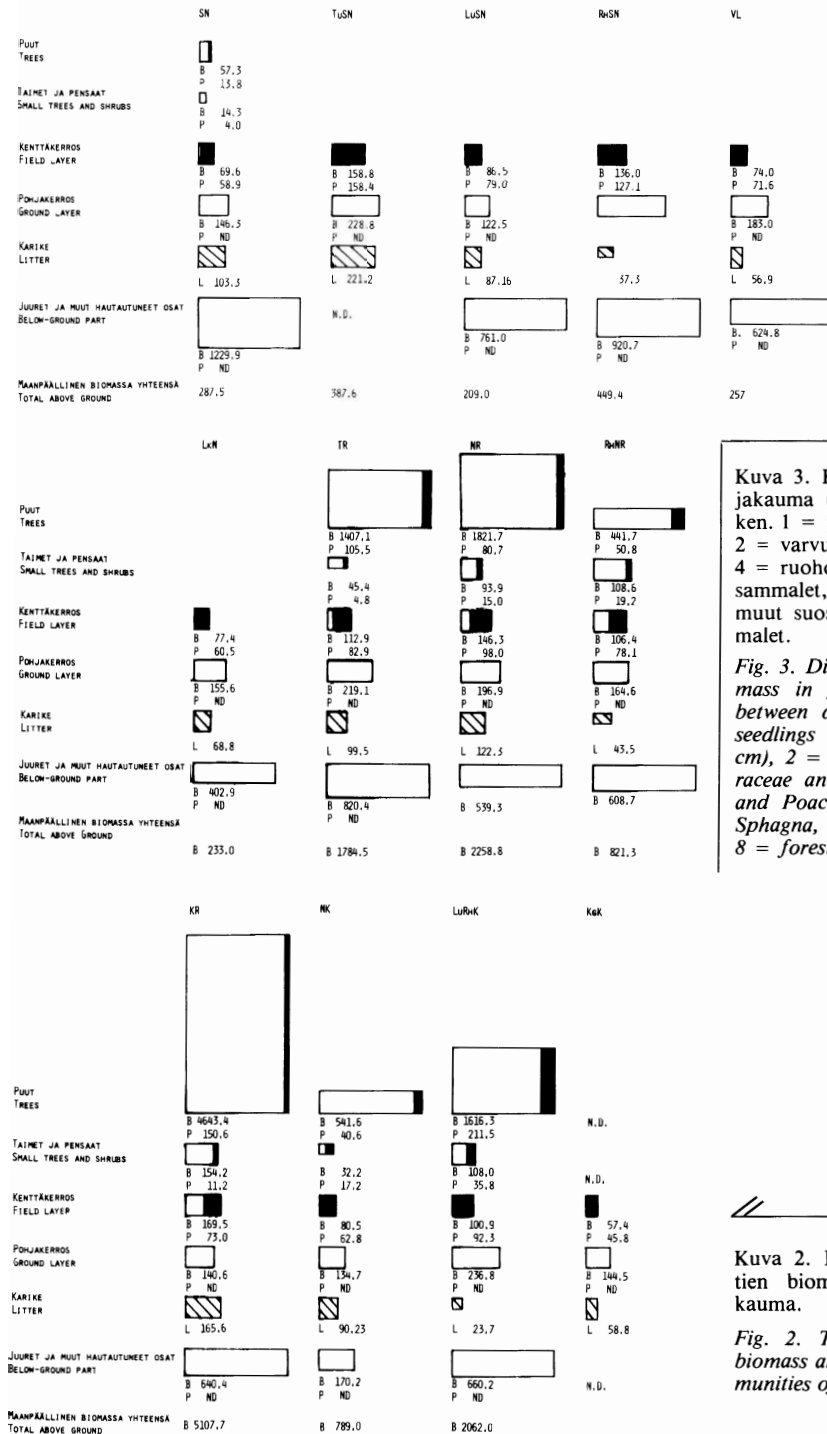 SN TuSN LuSN RHSN VL
PUUT
TREES
B 57.3
P 13.8
TAIMET JA PENSAAT
SMALL TREES AND SHRUBS
B 14.3
P 4.0
KENTTÄKERROS
FIELD LAYER
B 69.6 B 158.8 B 86.5 B 136.0 B 74.0
P 58.9 P 158.4 P 79.0 P 127.1 P 71.6
POHJAKERROS
GROUND LAYER
B 146.3 B 228.8 B 122.5 B 183.0
P ND P ND P ND P ND
KARIKE
LITTER
L 103.3 L 221.2 L 87.16 37.3 L 56.9
JUURET JA MUUT HAUTAUTUNEET OSAT
BELOW-GROUND PART
N.D.
B 1229.9 B 761.0 B 920.7 B. 624.8
P ND P ND P ND P ND
MAANPÄÄLLINEN BIOMASSA YHTEENSÄ
TOTAL ABOVE GROUND
287.5 387.6 209.0 449.4 257
LKN TR NR RHNR
PUUT
TREES
B 1407.1 B 1821.7 B 441.7
P 105.5 P 80.7 P 50.8
TAIMET JA PENSAAT
SMALL TREES AND SHRUBS
B 45.4 B 93.9 B 108.6
P 4.8 P 15.0 P 19.2
KENTTÄKERROS
FIELD LAYER
B 77.4 B 112.9 B 146.3 B 106.4
P 60.5 P 82.9 P 98.0 P 78.1
POHJAKERROS
GROUND LAYER
B 155.6 B 219.1 B 196.9 B 164.6
P ND P ND P ND P ND
KARIKE
LITTER
L 68.8 L 99.5 L 122.3 L 43.5
JUURET JA MUUT HAUTAUTUNEET OSAT
BELOW-GROUND PART
B 402.9 B 820.4 B 539.3 B 608.7
P ND P ND
MAANPÄÄLLINEN BIOMASSA YHTEENSÄ
TOTAL ABOVE GROUND
B 233.0 B 1784.5 B 2258.8 B 821.3
Kuva 3.
jakauma
ken. 1 =
2 = varvu
4 = ruoho
sammalet,
muut suos
malet.
Fig. 3. Di
mass in
between
seedlings
cm), 2 =
raceae an
and Poac
Sphagna,
8 = fores
KR NK LuRHK KGK
PUUT
TREES
N.D.
B 4643.4 B 541.6 B 1616.3
P 150.6 P 40.6 P 211.5
TAIMET JA PENSAAT
SMALL TREES AND SHRUBS
N.D.
B 154.2 B 32.2 B 108.0
P 11.2 P 17.2 P 35.8
KENTTÄKERROS
FIELD LAYER
B 169.5 B 80.5 B 100.9 B 57.4
P 73.0 P 62.8 P 92.3 P 45.8
POHJAKERROS
GROUND LAYER
B 140.6 B 134.7 B 236.8 B 144.5
P ND P ND P ND P ND
KARIKE
LITTER
L 165.6 L 90.23 L 23.7 L 58.8
JUURET JA MUUT HAUTAUTUNEET OSAT
BELOW-GROUND PART
N.D.
B 640.4 B 170.2 B 660.2
P ND P ND P ND
MAANPÄÄLLINEN BIOMASSA YHTEENSÄ
TOTAL ABOVE GROUND
B 5107.7 B 789.0 B 2062.0
Kuva 2.
tien biom
kauma.
Fig. 2. T
biomass a
munities o